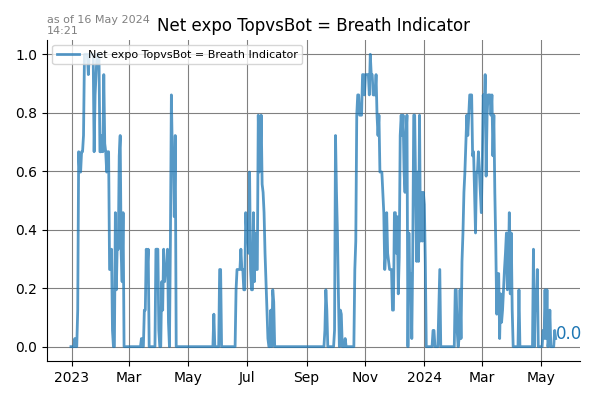 as of 16 May 2024
14:21
Net expo TopvsBot = Breath Indicator
Net expo TopvsBot = Breath Indicator
1.0
0.8
0.6
0.4
0.2
0.0
0.0
2023 Mar May Jul Sep Nov 2024 Mar May